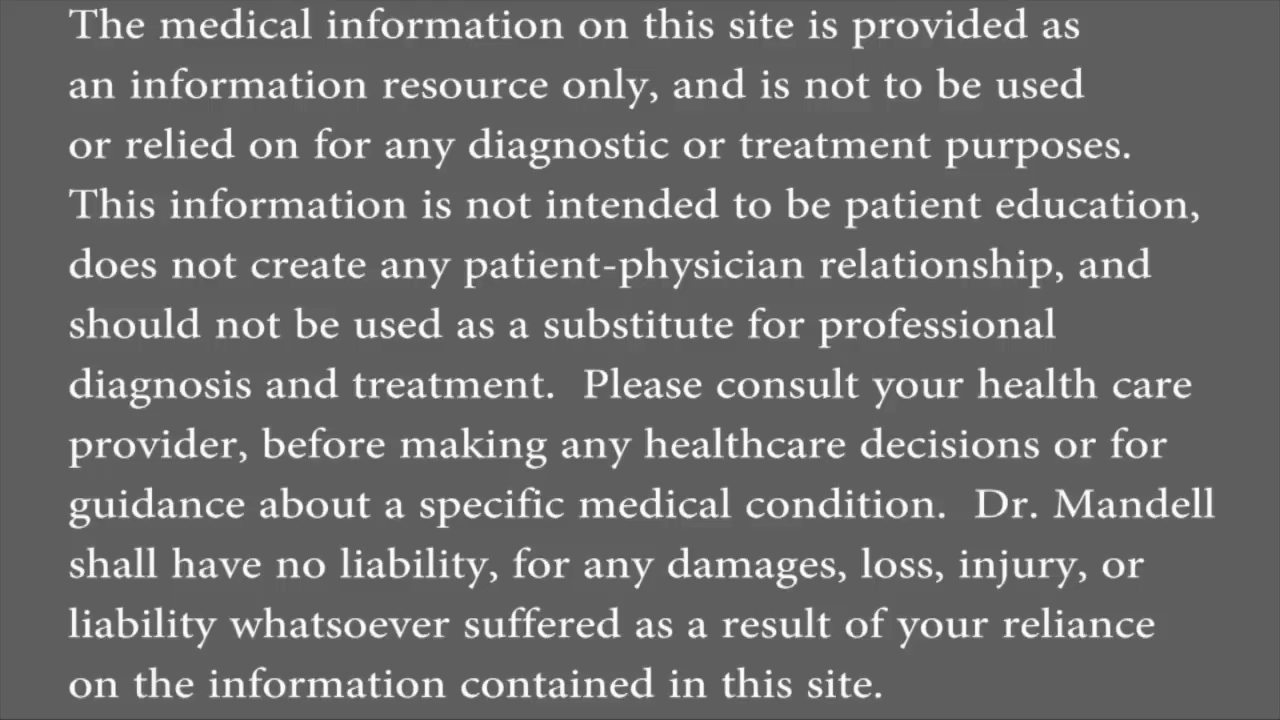 The medical information on this site is provided as
an information resource only, and is not to be used
or relied on for any diagnostic or treatment purposes.
This information is not intended to be patient education,
does not create any patient-physician relationship, and
should not be used as a substitute for professional
diagnosis and treatment.  Please consult your health care
provider, before making any healthcare decisions or for
guidance about a specific medical condition.  Dr. Mandell
shall have no liability, for any damages, loss, injury, or
liability whatsoever suffered as a result of your reliance
on the information contained in this site.